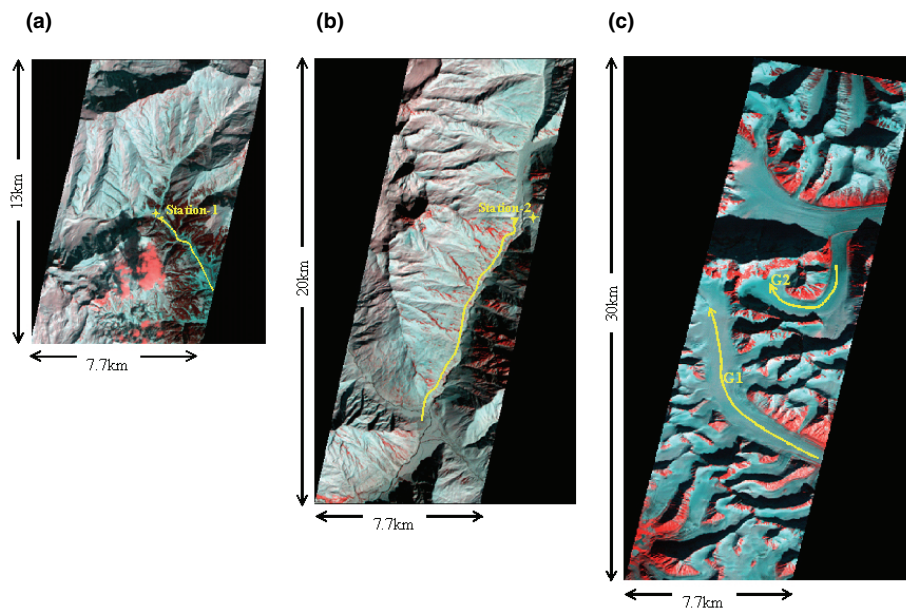 (a)
(b)
(c)
13km
Station-1
7.7km
20km
Station-2
7.7km
30km
G2
G1
7.7km